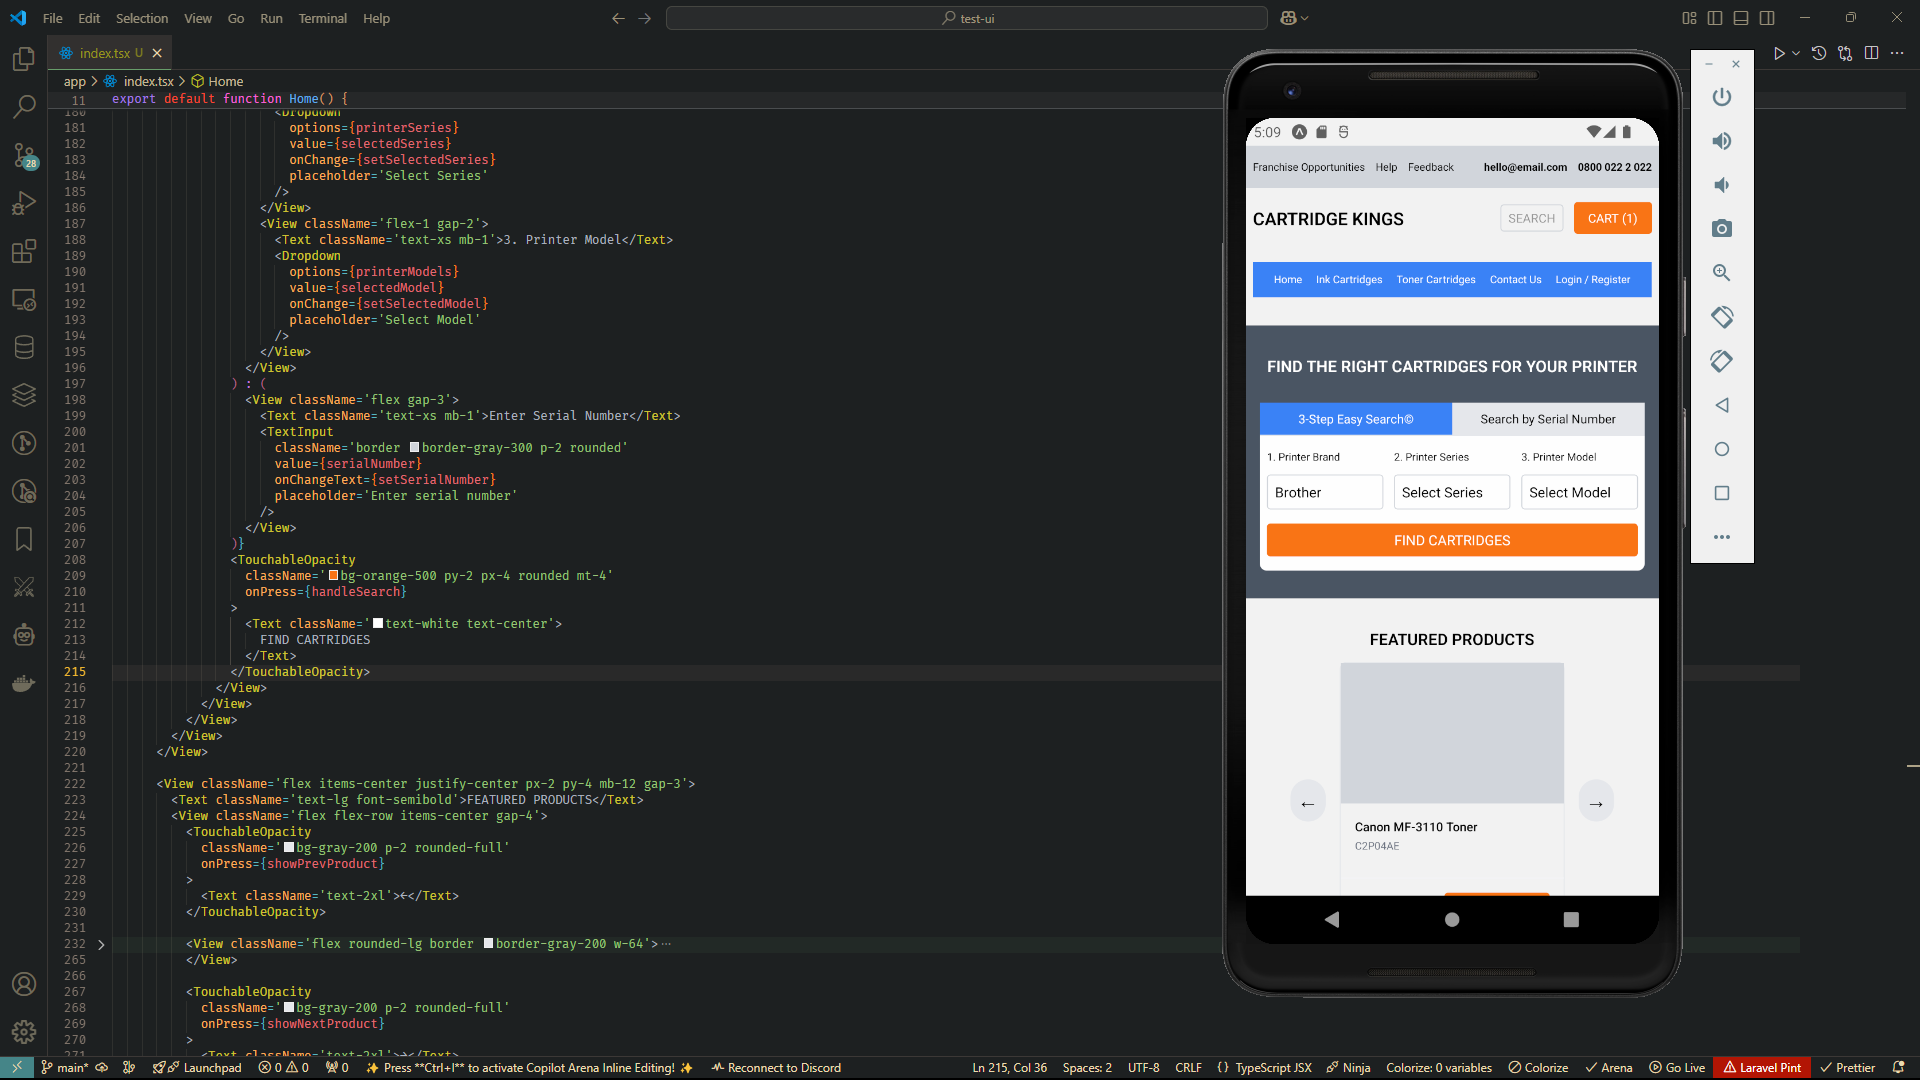 File Edit Selection View Go Run Terminal Help
test-ui
index.tsx U
app > index.tsx > Home
11 export default function Home() {
180 <Dropdown
181 options={printerSeries}
182 value={selectedSeries}
183 onChange={setSelectedSeries}
184 placeholder='Select Series'
185 />
186 </View>
187 <View className='flex-1 gap-2'>
188 <Text className='text-xs mb-1'>3. Printer Model</Text>
189 <Dropdown
190 options={printerModels}
191 value={selectedModel}
192 onChange={setSelectedModel}
193 placeholder='Select Model'
194 />
195 </View>
196 </View>
197 ) : (
198 <View className='flex gap-3'>
199 <Text className='text-xs mb-1'>Enter Serial Number</Text>
200 <TextInput
201 className='border border-gray-300 p-2 rounded'
202 value={serialNumber}
203 onChangeText={setSerialNumber}
204 placeholder='Enter serial number'
205 />
206 </View>
207 )}
208 <TouchableOpacity
209 className='bg-orange-500 py-2 px-4 rounded mt-4'
210 onPress={handleSearch}
211 >
212 <Text className='text-white text-center'>
213 FIND CARTRIDGES
214 </Text>
215 </TouchableOpacity>
216 </View>
217 </View>
218 </View>
219 </View>
220 </View>
221
222 <View className='flex items-center justify-center px-2 py-4 mb-12 gap-3'>
223 <Text className='text-lg font-semibold'>FEATURED PRODUCTS</Text>
224 <View className='flex flex-row items-center gap-4'>
225 <TouchableOpacity
226 className='bg-gray-200 p-2 rounded-full'
227 onPress={showPrevProduct}
228 >
229 <Text className='text-2xl'>←</Text>
230 </TouchableOpacity>
231
232 <View className='flex rounded-lg border border-gray-200 w-64'>···
265 </View>
266
267 <TouchableOpacity
268 className='bg-gray-200 p-2 rounded-full'
269 onPress={showNextProduct}
270 >
271 <Text className='text-2xl'>→</Text>
5:09
Franchise Opportunities Help Feedback hello@email.com 0800 022 2 022
CARTRIDGE KINGS SEARCH CART (1)
Home Ink Cartridges Toner Cartridges Contact Us Login / Register
FIND THE RIGHT CARTRIDGES FOR YOUR PRINTER
3-Step Easy Search© Search by Serial Number
1. Printer Brand 2. Printer Series 3. Printer Model
Brother Select Series Select Model
FIND CARTRIDGES
FEATURED PRODUCTS
← →
Canon MF-3110 Toner
C2P04AE
28
main* Launchpad 0 0 0 Press **Ctrl+I** to activate Copilot Arena Inline Editing! Reconnect to Discord Ln 215, Col 36 Spaces: 2 UTF-8 CRLF {} TypeScript JSX Ninja Colorize: 0 variables Colorize Arena Go Live Laravel Pint Prettier